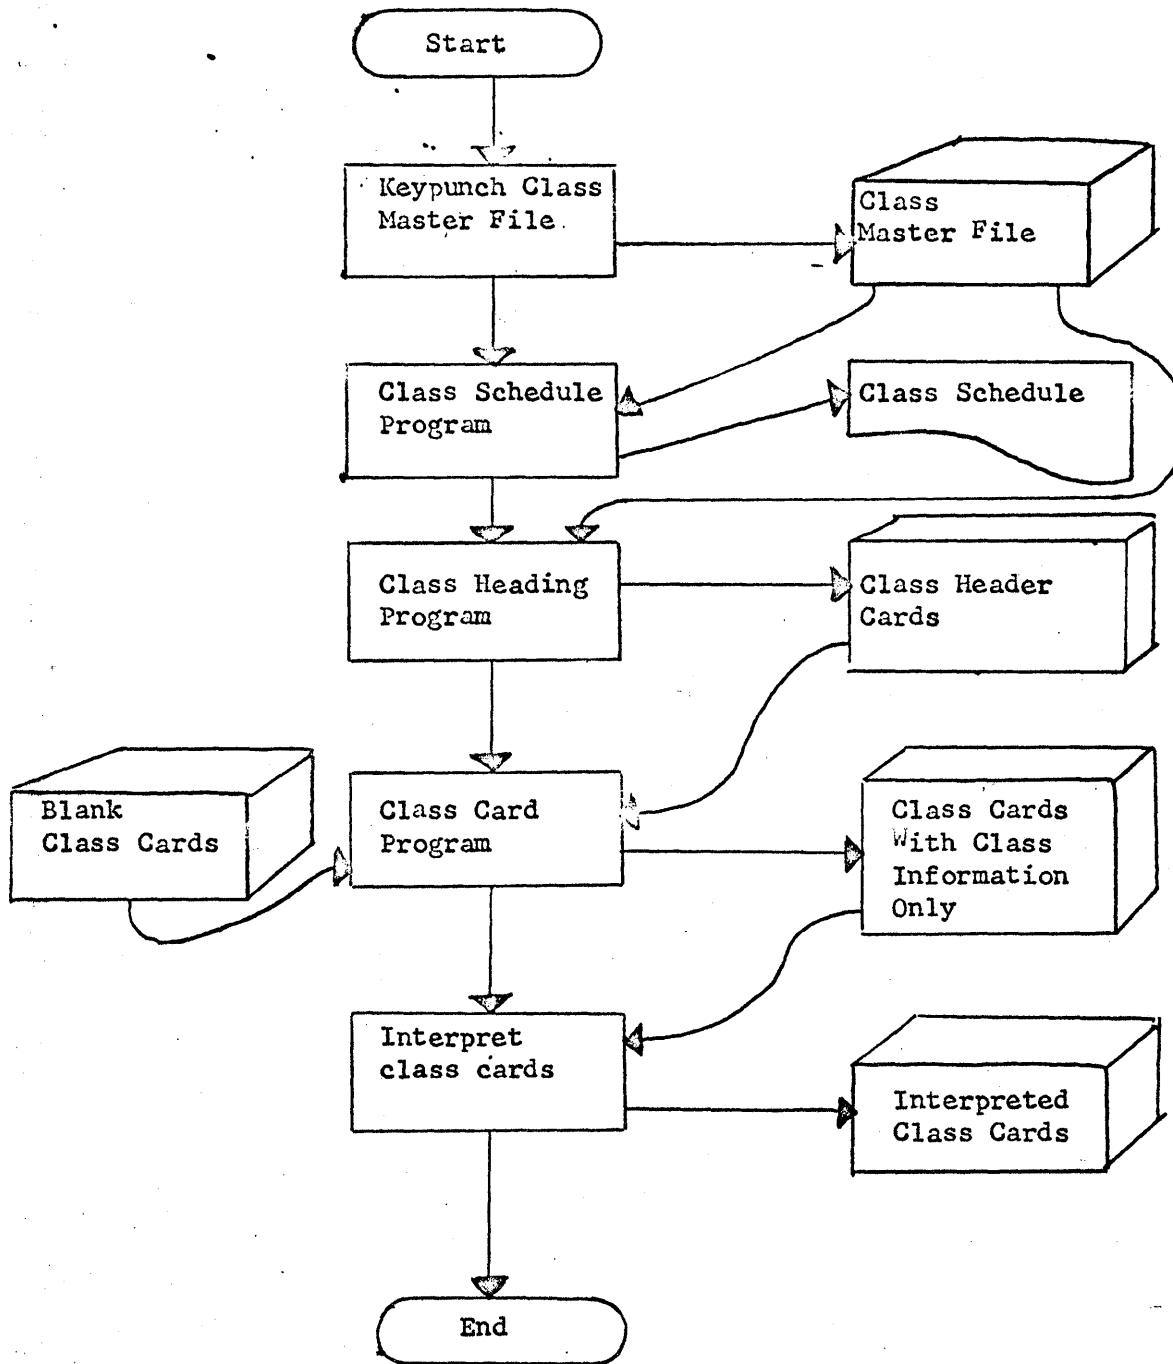 Start
Keypunch Class
Master File.
Class
Master File
Class Schedule
Program
Class Schedule
Class Heading
Program
Class Header
Cards
Blank
Class Cards
Class Card
Program
Class Cards
With Class
Information
Only
Interpret
class cards
Interpreted
Class Cards
End